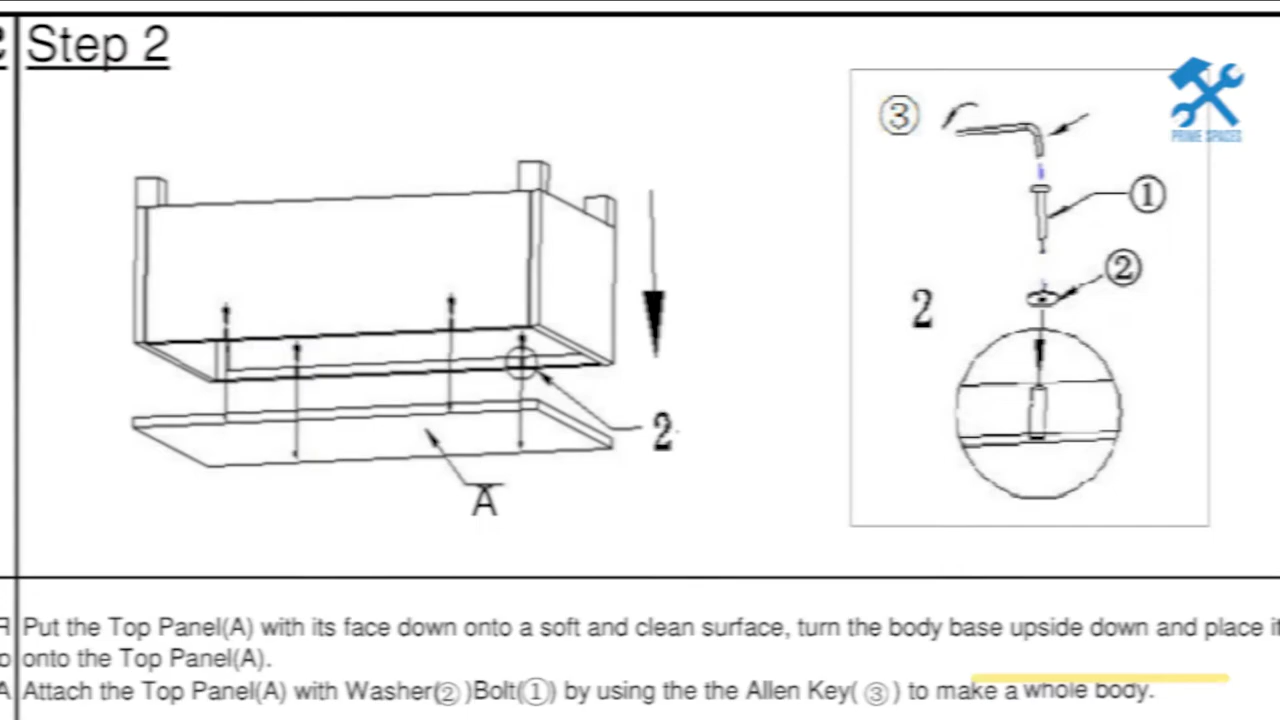 Step 2
③
PRIME SPACES
①
②
2
2
A
Put the Top Panel(A) with its face down onto a soft and clean surface, turn the body base upside down and place it
onto the Top Panel(A).
Attach the Top Panel(A) with Washer(②)Bolt(①) by using the the Allen Key(③) to make a whole body.